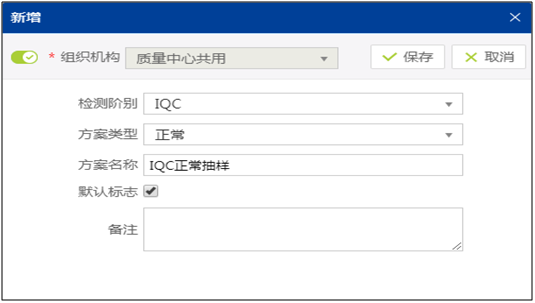 新增
* 组织机构 质量中心共用 保存 取消
检测阶别 IQC
方案类型 正常
方案名称 IQC正常抽样
默认标志
备注